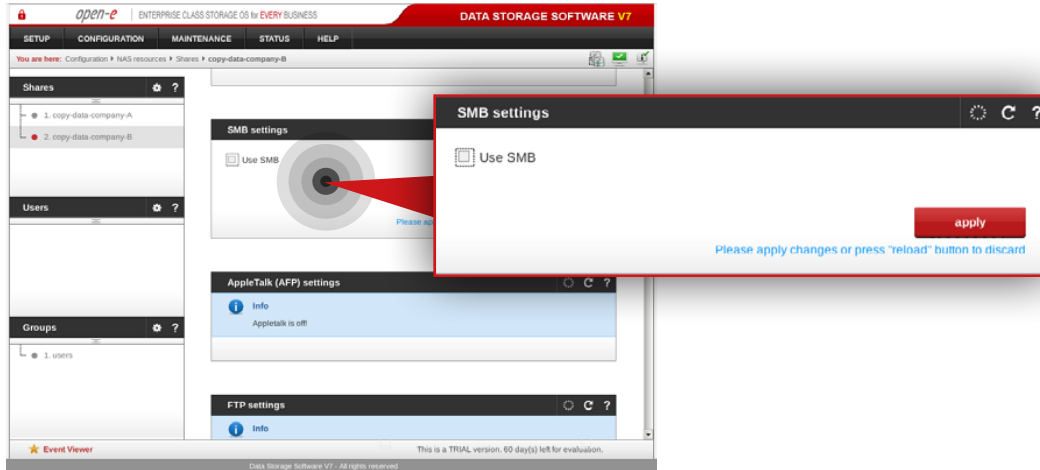 open-e ENTERPRISE CLASS STORAGE OS for EVERY BUSINESS DATA STORAGE SOFTWARE V7
SETUP CONFIGURATION MAINTENANCE STATUS HELP
You are here: Configuration NAS resources Shares copy-data-company-B
Shares ?
1. copy-data-company-A
2. copy-data-company-B
Users ?
Groups ?
1. users
SMB settings
Use SMB
Please ap
SMB settings ?
Use SMB
apply
Please apply changes or press "reload" button to discard
AppleTalk (AFP) settings ?
Info
Appletalk is off!
FTP settings ?
Info
Event Viewer This is a TRIAL version. 60 day(s) left for evaluation.
Data Storage Software V7 - All rights reserved